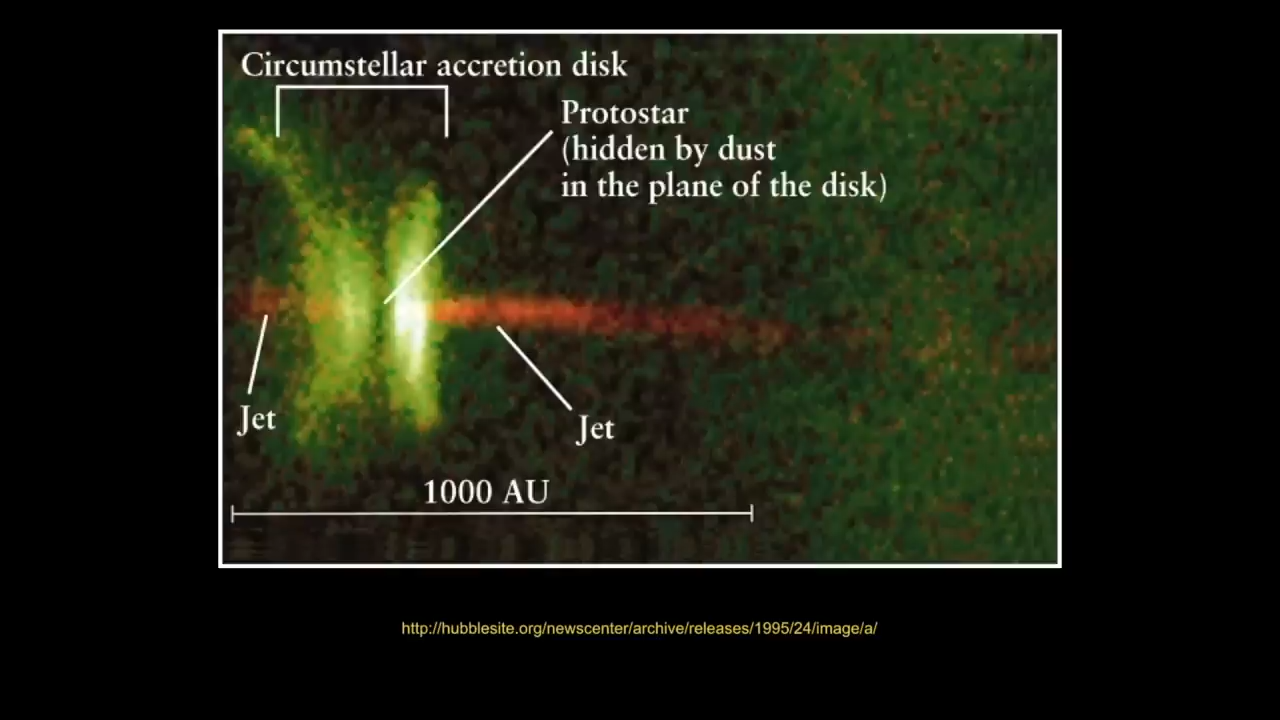 Circumstellar accretion disk
Protostar
(hidden by dust
in the plane of the disk)
Jet
Jet
1000 AU
http://hubblesite.org/newscenter/archive/releases/1995/24/image/a/